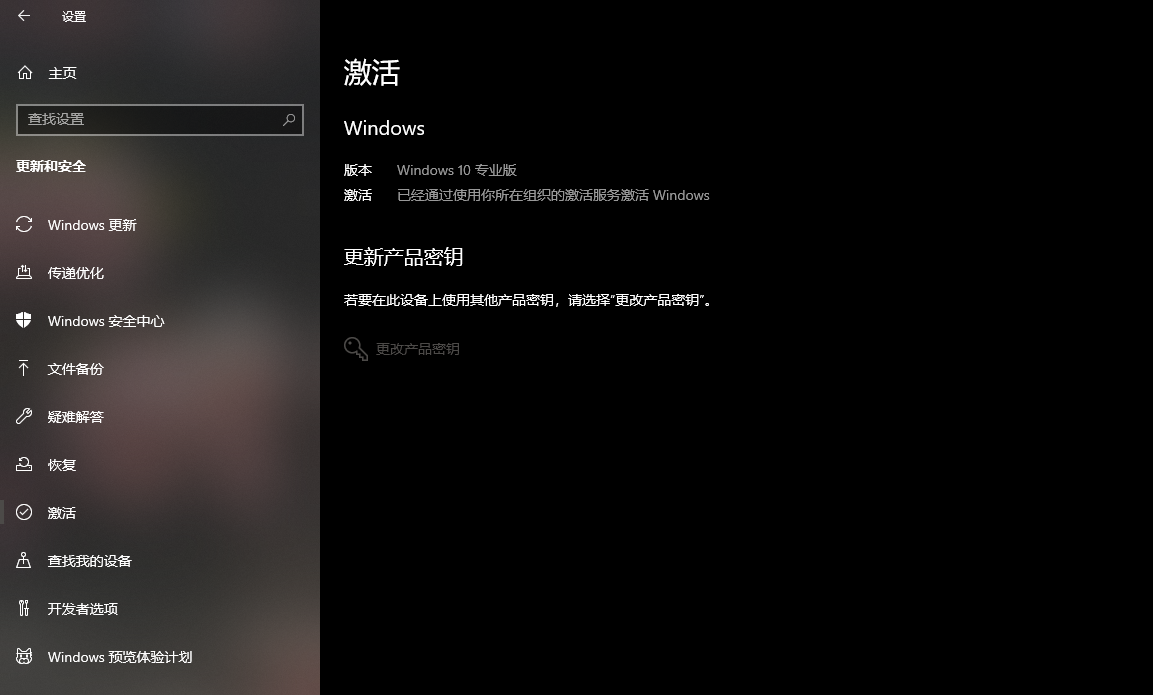 设置
主页
查找设置
更新和安全
Windows 更新
传递优化
Windows 安全中心
文件备份
疑难解答
恢复
激活
查找我的设备
开发者选项
Windows 预览体验计划
激活
Windows
版本 Windows 10 专业版
激活 已经通过使用你所在组织的激活服务激活 Windows
更新产品密钥
若要在此设备上使用其他产品密钥，请选择"更改产品密钥"。
更改产品密钥